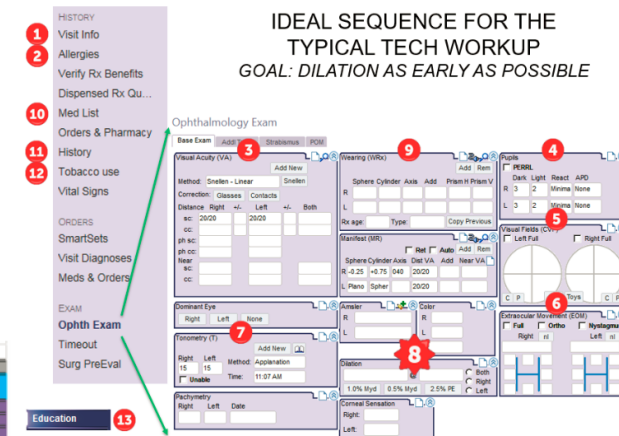 IDEAL SEQUENCE FOR THE
TYPICAL TECH WORKUP
GOAL: DILATION AS EARLY AS POSSIBLE
HISTORY
1 Visit Info
2 Allergies
Verify Rx Benefits
Dispensed Rx Qu...
10 Med List
Orders & Pharmacy
11 History
12 Tobacco use
Vital Signs
ORDERS
SmartSets
Visit Diagnoses
Meds & Orders
EXAM
Ophth Exam
Timeout
Surg PreEval
Education 13
Ophthalmology Exam
Base Exam Strabismus POM
3
Visual Acuity (VA)
Add New
Method: Snellen - Linear Snellen
Correction: Glasses Contacts
Distance Right +/- Left +/- Both
sc: 20/20 20/20
cc:
ph sc:
ph cc:
Near
sc:
cc:
Dominant Eye
Right Left None
7
Tonometry (T)
Add New
Right Left Method: Applanation
15 15 Time: 11:07 AM
Unable
Pachymetry
Right Left Date
9
Wearing (WRx)
Add Rem
Sphere Cylinder Axis Add Prism H Prism V
R
L
Rx age: Type: Copy Previous
Manifest (MR)
Ret Auto Add Rem
Sphere Cylinder Axis Dist VA Add Near VA
R -0.25 +0.75 040 20/20
L Plano Spher 20/20
Amsler Color
R R
L L
8
Dilation
Both
Right
Left
1.0% Myd 0.5% Myd 2.5% PE
Corneal Sensation
Right:
Left:
4
Pupils
PERRL
Dark Light React APD
R 3 2 Minima None
L 3 2 Minima None
5
Visual Fields
Left Full Right Full
C P Toys C P
6
Extraocular Movement (EOM)
Full Ortho Nystagmu
Right nl Left nl